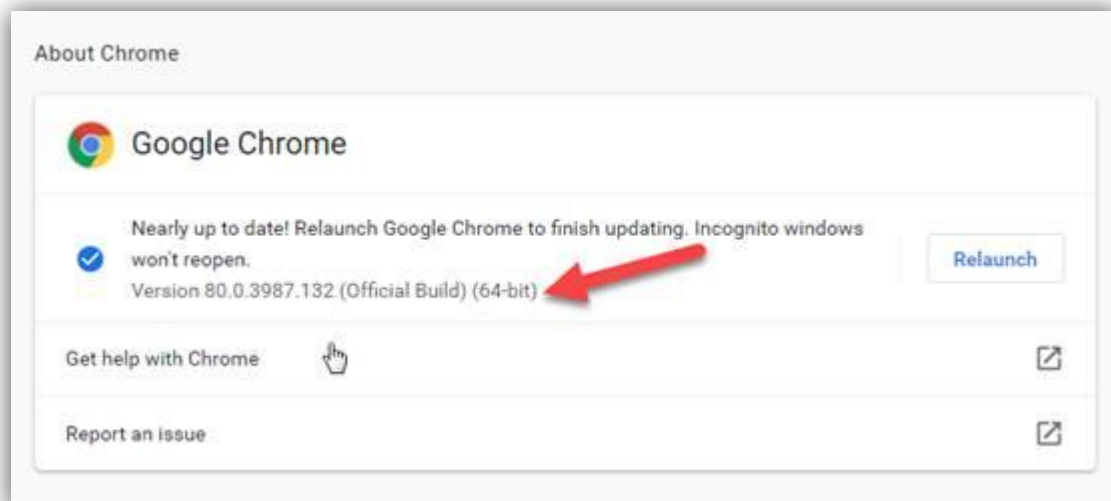 About Chrome
Google Chrome
Nearly up to date! Relaunch Google Chrome to finish updating. Incognito windows
won't reopen.
Version 80.0.3987.132 (Official Build) (64-bit)
Relaunch
Get help with Chrome
Report an issue